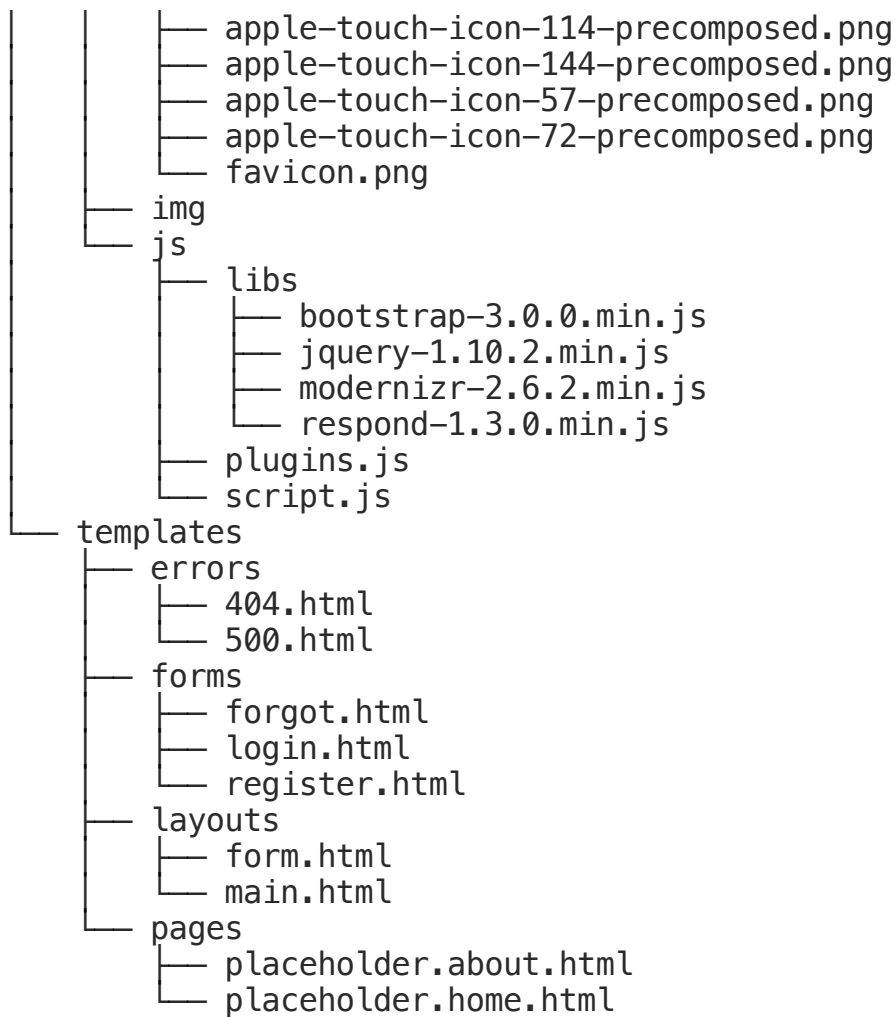 │   │   ├── apple-touch-icon-114-precomposed.png
│   │   ├── apple-touch-icon-144-precomposed.png
│   │   ├── apple-touch-icon-57-precomposed.png
│   │   ├── apple-touch-icon-72-precomposed.png
│   │   └── favicon.png
│   ├── img
│   └── js
│       ├── libs
│       │   ├── bootstrap-3.0.0.min.js
│       │   ├── jquery-1.10.2.min.js
│       │   ├── modernizr-2.6.2.min.js
│       │   └── respond-1.3.0.min.js
│       ├── plugins.js
│       └── script.js
└── templates
    ├── errors
    │   ├── 404.html
    │   └── 500.html
    ├── forms
    │   ├── forgot.html
    │   ├── login.html
    │   └── register.html
    ├── layouts
    │   ├── form.html
    │   └── main.html
    └── pages
        ├── placeholder.about.html
        └── placeholder.home.html